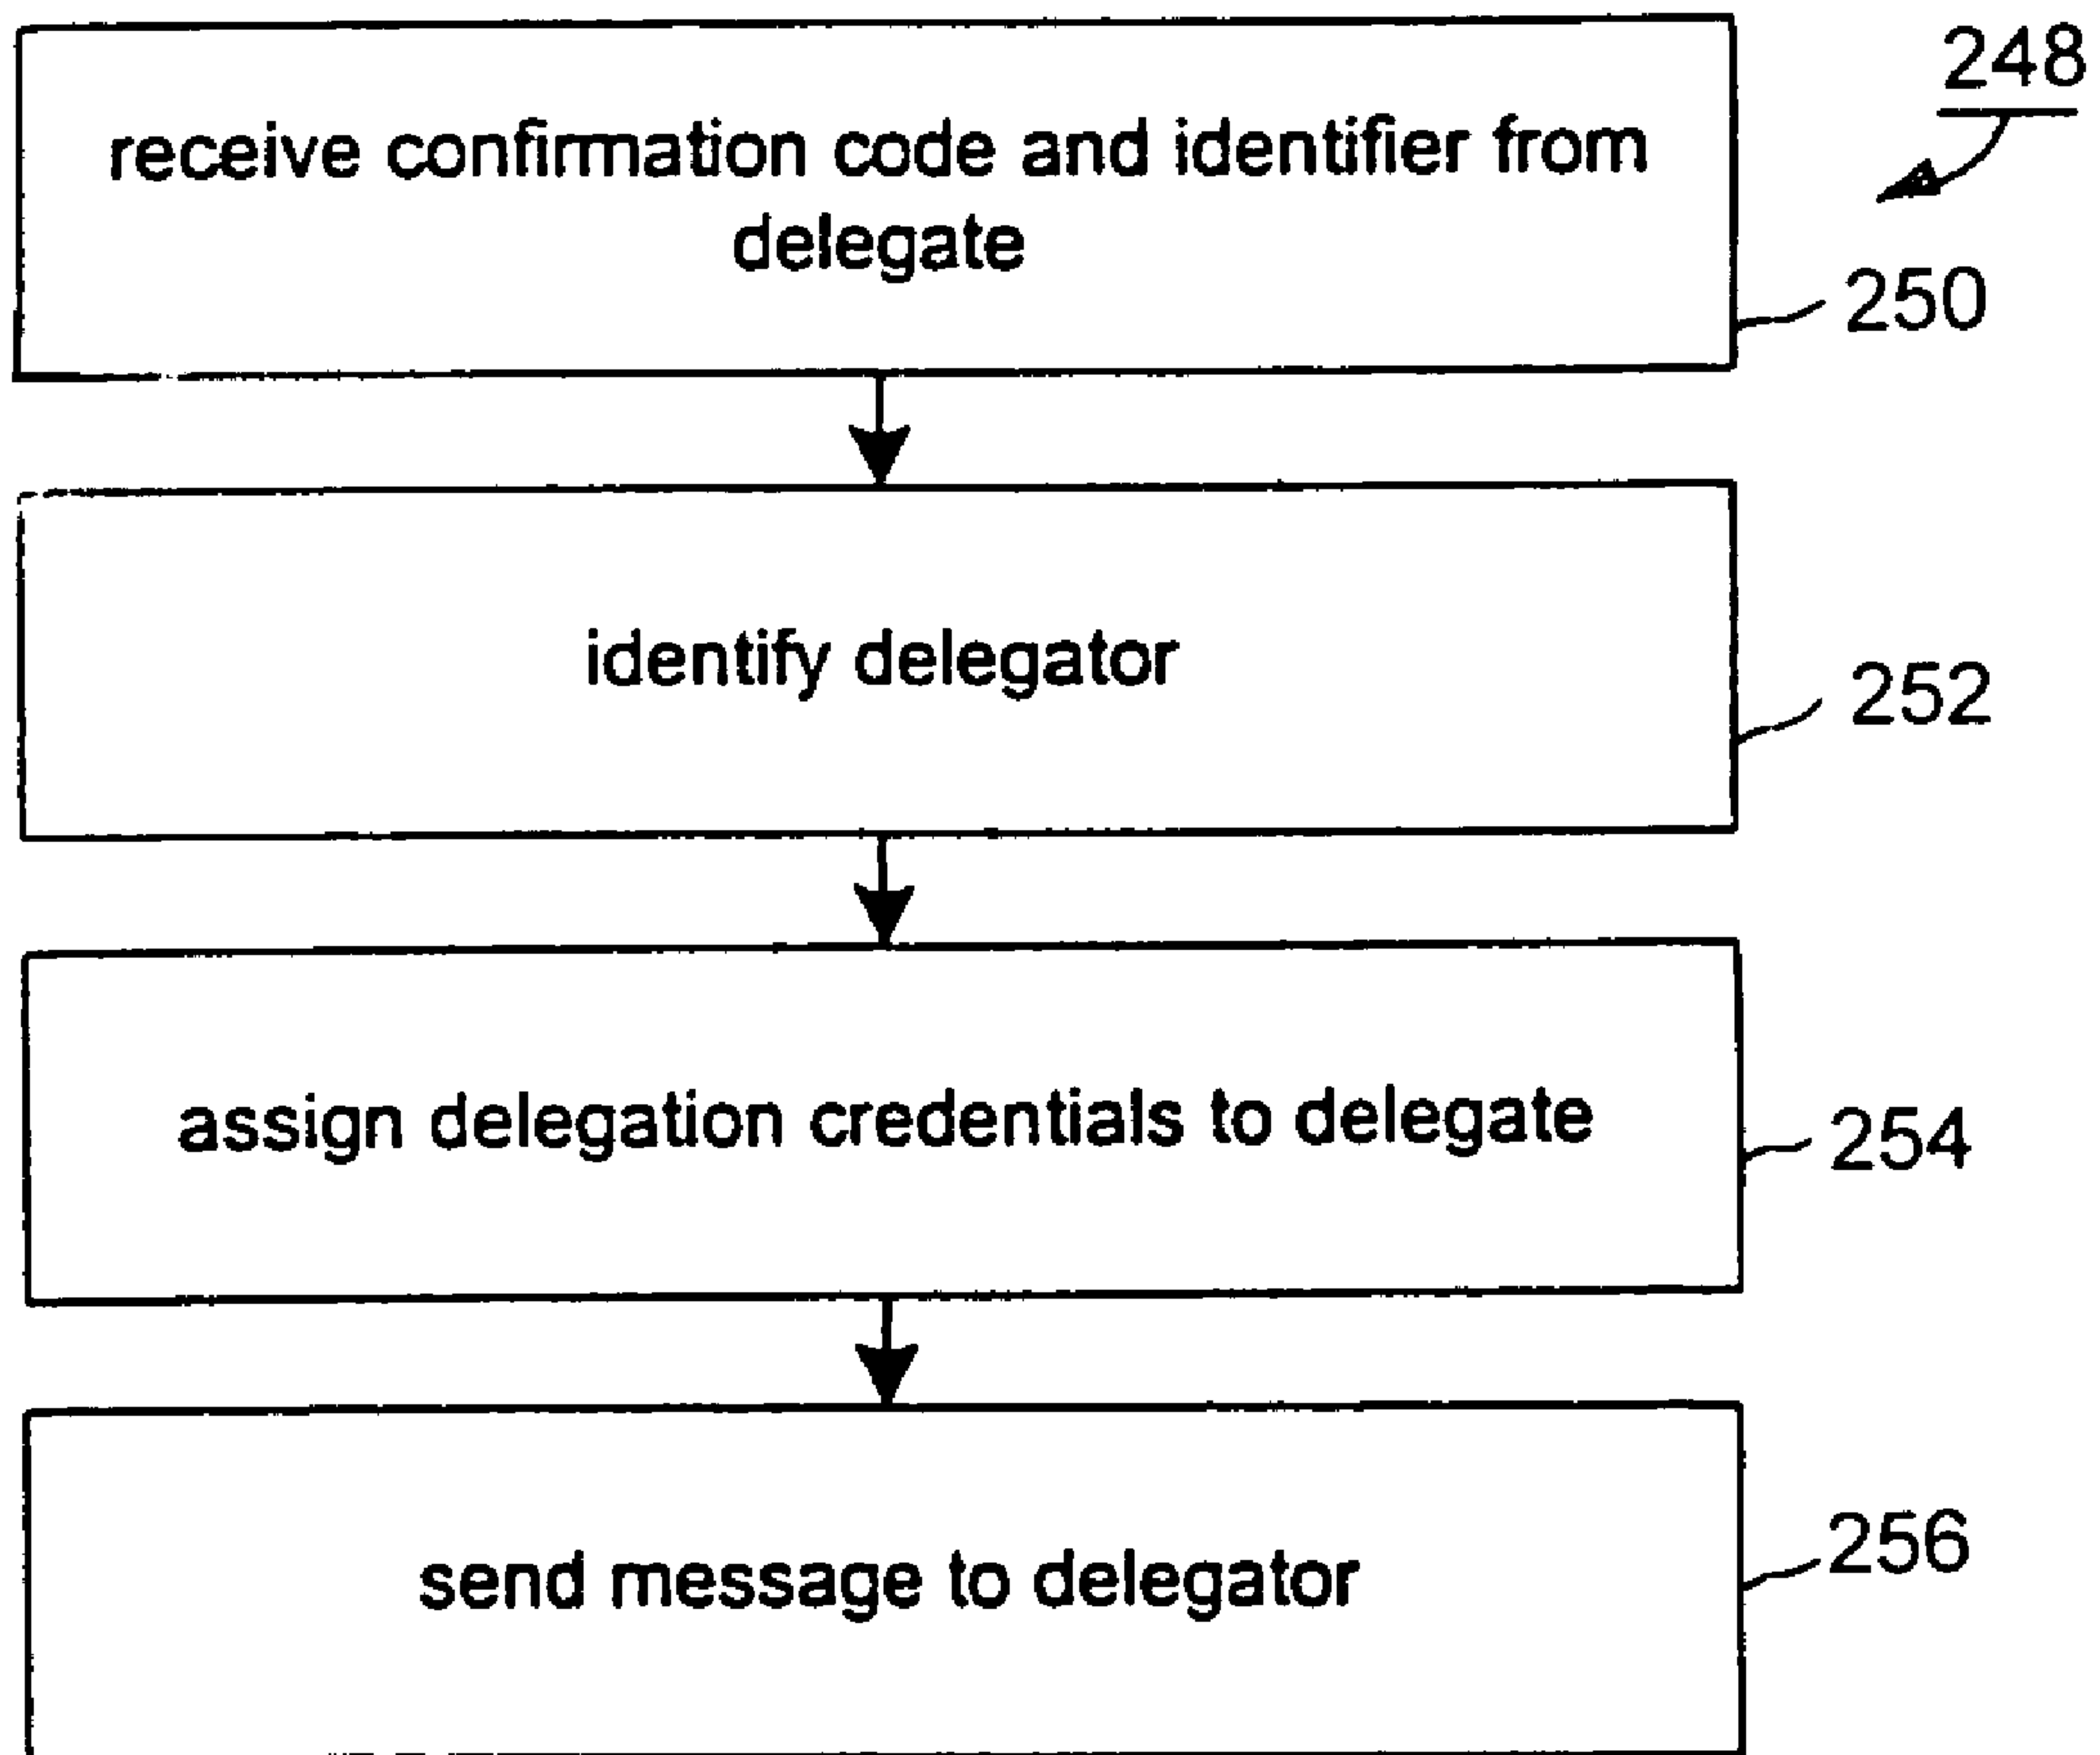 248
receive confirmation code and identifier from
delegate
250
identify delegator
252
assign delegation credentials to delegate
254
send message to delegator
256